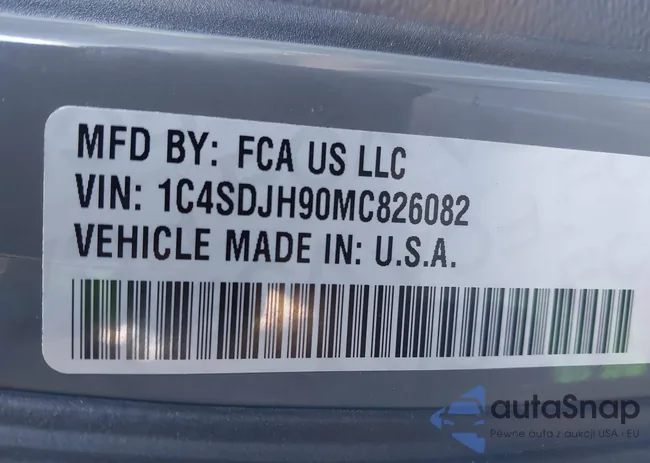 MFD BY: FCA US LLC
VIN: 1C4SDJH90MC826082
VEHICLE MADE IN: U.S.A.
autaSnap
Pewne auta z aukcji USA - EU